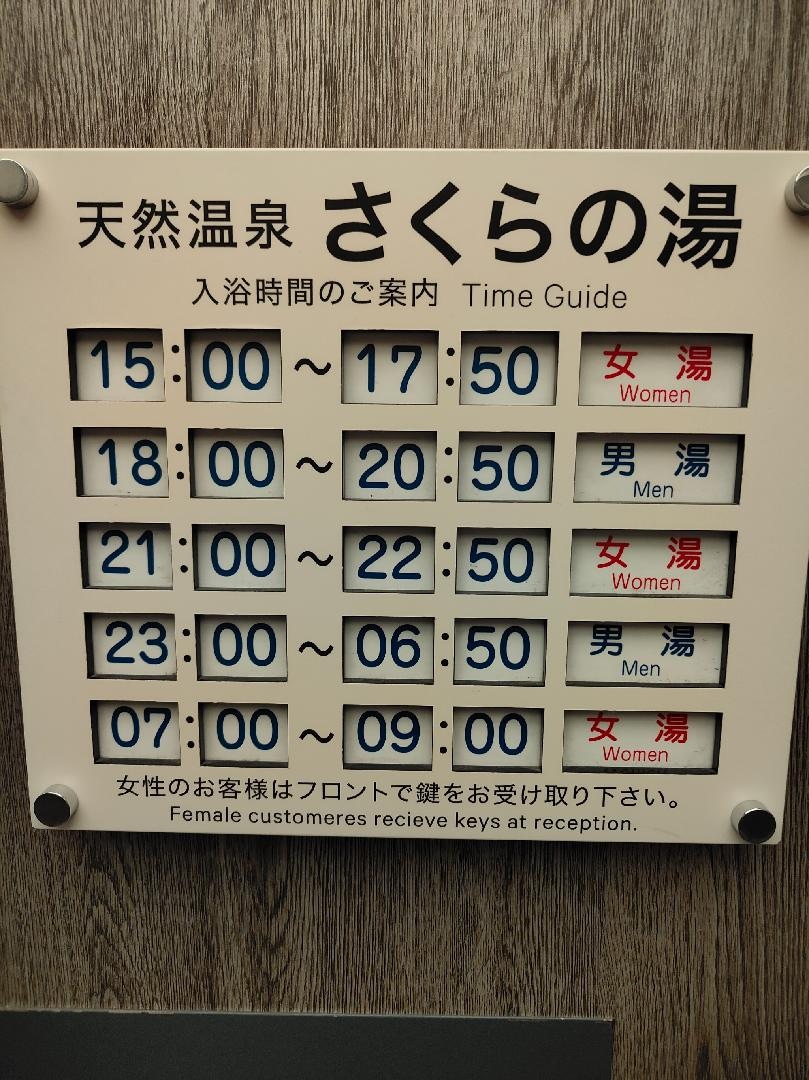 天然温泉 さくらの湯
入浴時間のご案内 Time Guide
15:00～17:50 女湯 Women
18:00～20:50 男湯 Men
21:00～22:50 女湯 Women
23:00～06:50 男湯 Men
07:00～09:00 女湯 Women
女性のお客様はフロントで鍵をお受け取り下さい。
Female customeres recieve keys at reception.